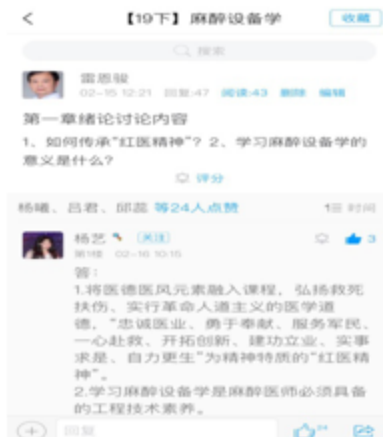 【19下】麻醉设备学
收藏
搜索
雷恩骏
02-15 12:21 回复:47 阅读:43 删除 编辑
第一章绪论讨论内容
1、如何传承“红医精神”？2、学习麻醉设备学的
意义是什么？
评分
杨曦、吕君、邱蕊 等24人点赞
时间
杨艺 关注
3
第1楼 02-16 10:15
答：
1.将医德医风元素融入课程，弘扬救死
扶伤、实行革命人道主义的医学道
德，“忠诚医业、勇于奉献、服务军民、
一心赴救、开拓创新、建功立业、实事
求是、自力更生”为精神特质的“红医精
神”。
2.学习麻醉设备学是麻醉医师必须具备
的工程技术素养。
回复
24